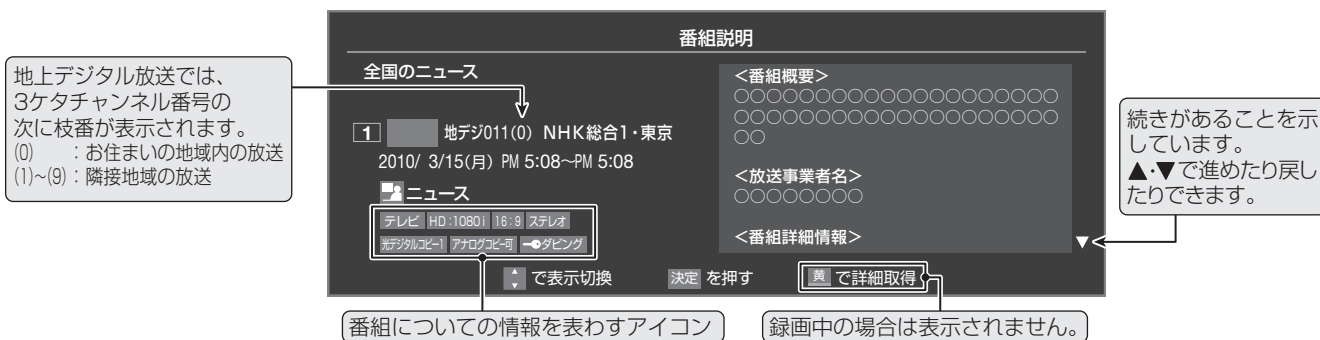 地上デジタル放送では、
3ケタチャンネル番号の
次に枝番が表示されます。
(0) ：お住まいの地域内の放送
(1)~(9)：隣接地域の放送
番組説明
全国のニュース
1 地デジ011(0) NHK総合1・東京
2010/ 3/15(月) PM 5:08〜PM 5:08
ニュース
テレビ HD:1080i 16:9 ステレオ
光デジタルコピー1 アナログコピー可 ダビング
<番組概要>
○○○○○○○○○○○○○○○○○○○○
○○○○○○○○○○○○○○○○○○○○
○○
<放送事業者名>
○○○○○○○○
<番組詳細情報>
▼
で表示切換 決定 を押す 黄 で詳細取得
続きがあることを示
しています。
▲・▼で進めたり戻し
たりできます。
番組についての情報を表わすアイコン
録画中の場合は表示されません。